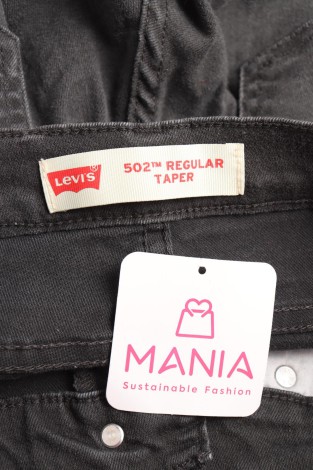 Levi's®
502™ REGULAR
TAPER
MANIA
Sustainable Fashion